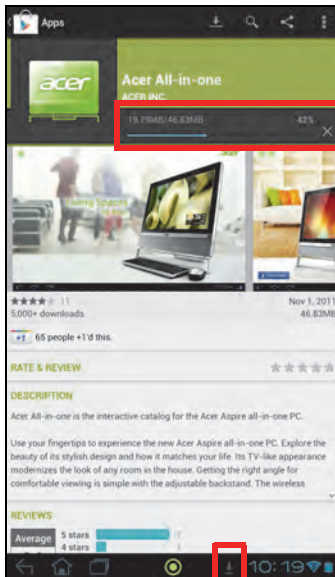 Apps
acer
Acer All-in-one
ACER INC.
19.79MB/46.83MB 42%
11 Nov 1, 2011
5,000+ downloads 46.83MB
+1 65 people +1'd this.
RATE & REVIEW
DESCRIPTION
Acer All-in-one is the interactive catalog for the Acer Aspire all-in-one PC.
Use your fingertips to experience the new Acer Aspire all-in-one PC. Explore the
beauty of its stylish design and how it matches your life. Its TV-like appearance
modernizes the look of any room in the house. Getting the right angle for
comfortable viewing is simple with the adjustable backstand. The wireless
REVIEWS
Average 5 stars 7
4 stars 1
10:19